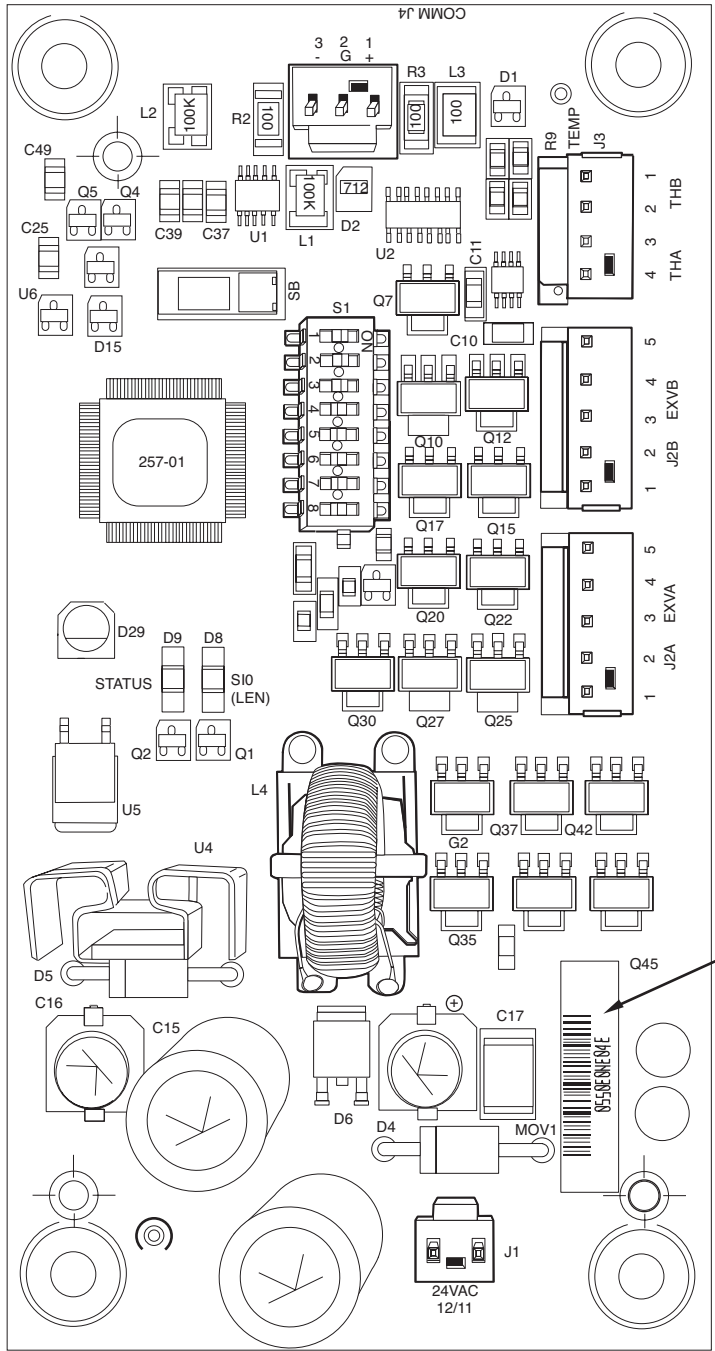 COMM J4
3 2 1
- G +
L2
100K
R2
100
R3
100
L3
100
D1
R9
TEMP
J3
C49
Q5
Q4
C25
C39
C37
U1
100K
L1
712
D2
U2
C11
1
2
3
4
THB
THA
U6
D15
SB
S1
ON
Q7
C10
1
2
3
4
5
6
7
8
257-01
Q10
Q12
Q17
Q15
Q20
Q22
Q30
Q27
Q25
5
4
3
2
1
EXVB
J2B
5
4
3
2
1
EXVA
J2A
D29
D9
D8
STATUS
SI0
(LEN)
Q2
Q1
U5
L4
G2
Q37
Q42
Q35
U4
D5
Q45
C16
C15
C17
D6
D4
MOV1
J1
24VAC
12/11